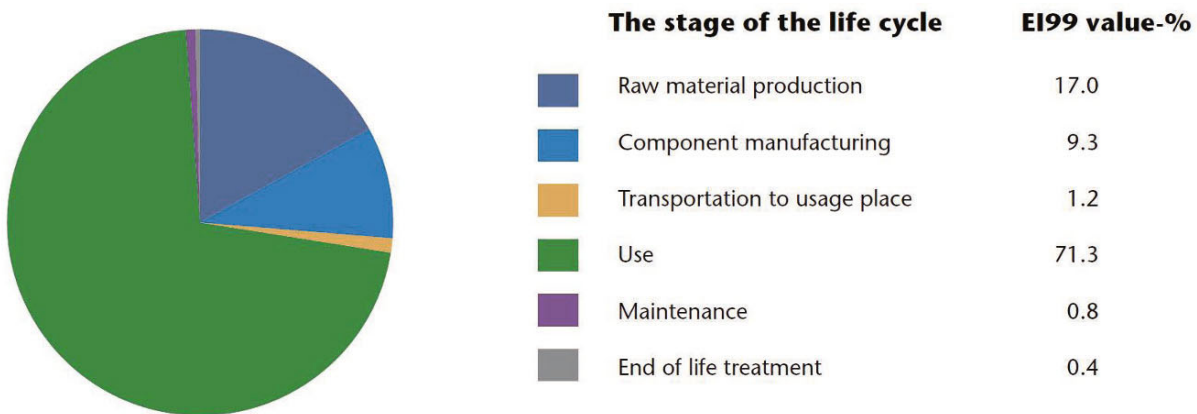 The stage of the life cycle EI99 value-%
Raw material production 17.0
Component manufacturing 9.3
Transportation to usage place 1.2
Use 71.3
Maintenance 0.8
End of life treatment 0.4